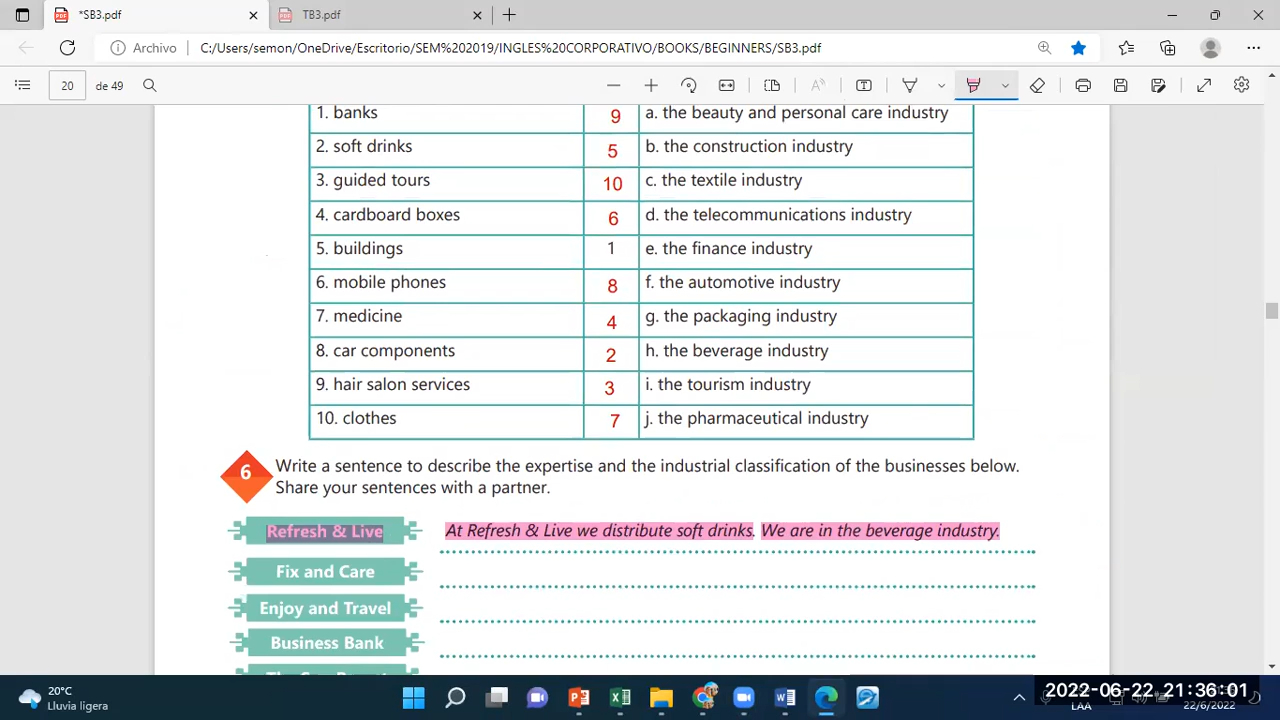 *SB3.pdf
TB3.pdf
Archivo
C:/Users/semon/OneDrive/Escritorio/SEM%202019/INGLES%20CORPORATIVO/BOOKS/BEGINNERS/SB3.pdf
20 de 49
1. banks 9 a. the beauty and personal care industry
2. soft drinks 5 b. the construction industry
3. guided tours 10 c. the textile industry
4. cardboard boxes 6 d. the telecommunications industry
5. buildings 1 e. the finance industry
6. mobile phones 8 f. the automotive industry
7. medicine 4 g. the packaging industry
8. car components 2 h. the beverage industry
9. hair salon services 3 i. the tourism industry
10. clothes 7 j. the pharmaceutical industry
6 Write a sentence to describe the expertise and the industrial classification of the businesses below.
Share your sentences with a partner.
Refresh & Live At Refresh & Live we distribute soft drinks. We are in the beverage industry.
Fix and Care
Enjoy and Travel
Business Bank
20°C
Lluvia ligera
2022-06-22 21:36:01
LAA
22/6/2022